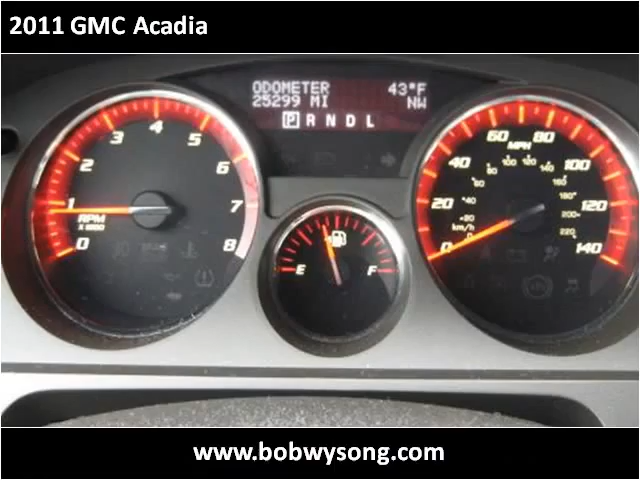 2011 GMC Acadia
ODOMETER 43°F
25299 MI NW
P R N D L
0 1 2 3 4 5 6 7 8
RPM
E F
0 20 40 60 80 100 120 140
MPH
km/h
www.bobwysong.com